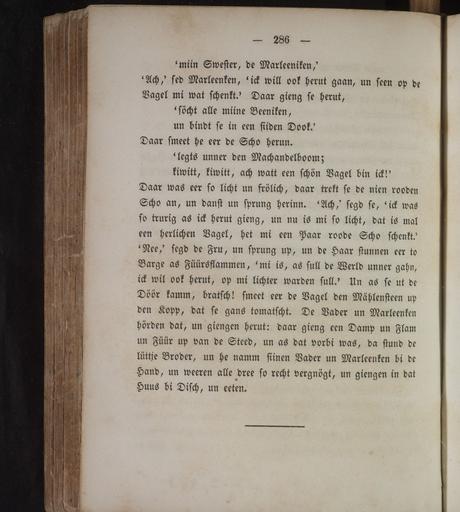 — 286 —
‘miin Swester, de Marleeniken,’
‘Ach,’ sed Marleenken, ‘ick will ook herut gaan, un seen op de
Vagel mi wat schenkt.’ Daar gieng se herut,
‘söcht alle miine Beeniken,
un bindt se in een siiden Dook.’
Daar smeet he eer de Scho herun.
‘legts unner den Machandelboom;
kiwitt, kiwitt, ach watt een schön Vagel bin ick!’
Daar was eer so licht un frölich, daar trekt se de nien rooden
Scho an, un danst un sprung herinn. ‘Ach,’ segd se, ‘ick was
so trurig as ick herut gieng, un nu is mi so licht, dat is mal
een herlichen Vagel, het mi een Paar roode Scho schenkt.’
‘Nee,’ segd de Fru, un sprung up, un de Haar stunnen eer to
Barge as Füürsflammen, ‘mi is, as sull de Werld unner gahn,
ick wil ook herut, op mi lichter warden sull.’ Un as se ut de
Döör kamm, bratsch! smeet eer de Vagel den Mählensteen up
den Kopp, dat se gans tomatscht. De Vader un Marleenken
hörden dat, un giengen herut: daar gieng een Damp un Flam
un Füür up van de Steed, un as dat vorbi was, da stund de
lüttje Broder, un he namm siinen Vader un Marleenken bi de
Hand, un weeren alle dree so recht vergnögt, un giengen in dat
Huus bi Disch, un eeten.